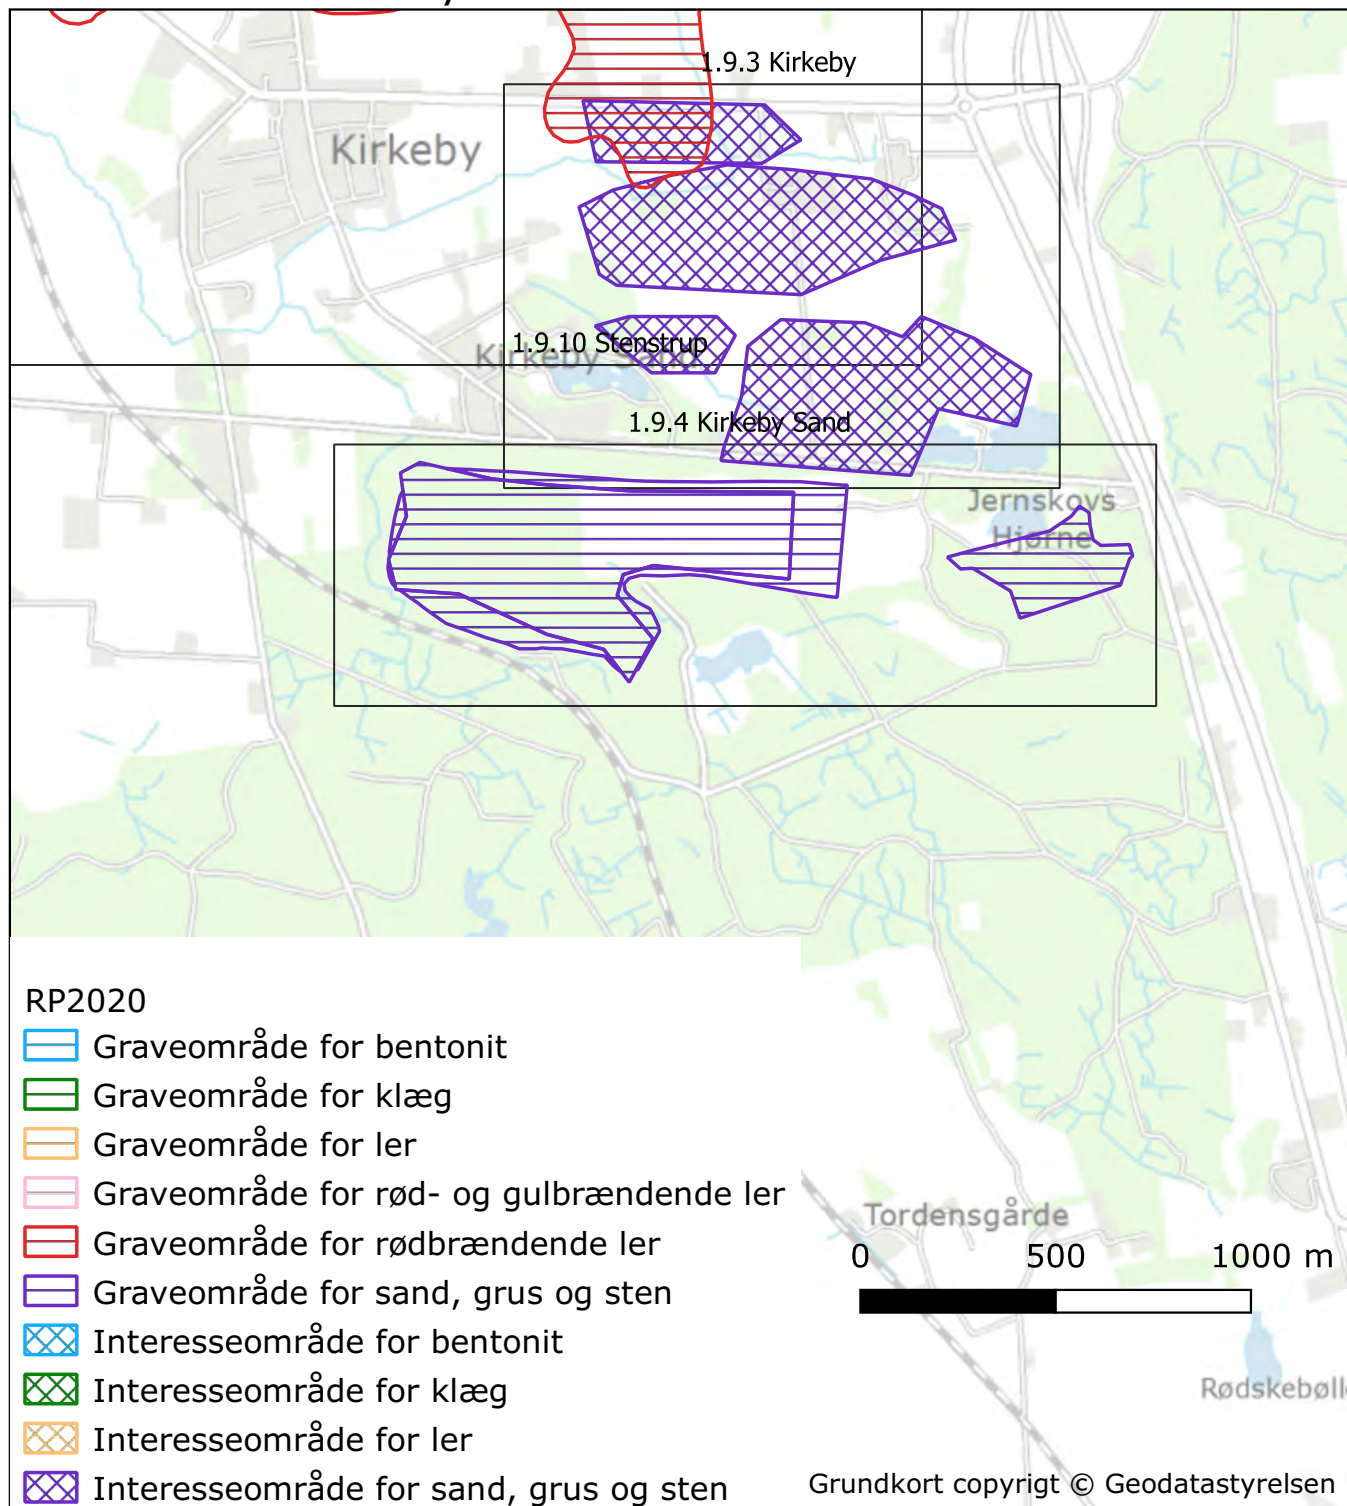 1.9.3 Kirkeby
Kirkeby
1.9.10 Stenstrup
Kirkeby Sand
1.9.4 Kirkeby Sand
Jernskovs
Hjørne
RP2020
Graveområde for bentonit
Graveområde for klæg
Graveområde for ler
Graveområde for rød- og gulbrændende ler
Graveområde for rødbrændende ler
Graveområde for sand, grus og sten
Interesseområde for bentonit
Interesseområde for klæg
Interesseområde for ler
Interesseområde for sand, grus og sten
Tordensgårde
0 500 1000 m
Rødskebølle
Grundkort copyrigt © Geodatastyrelsen